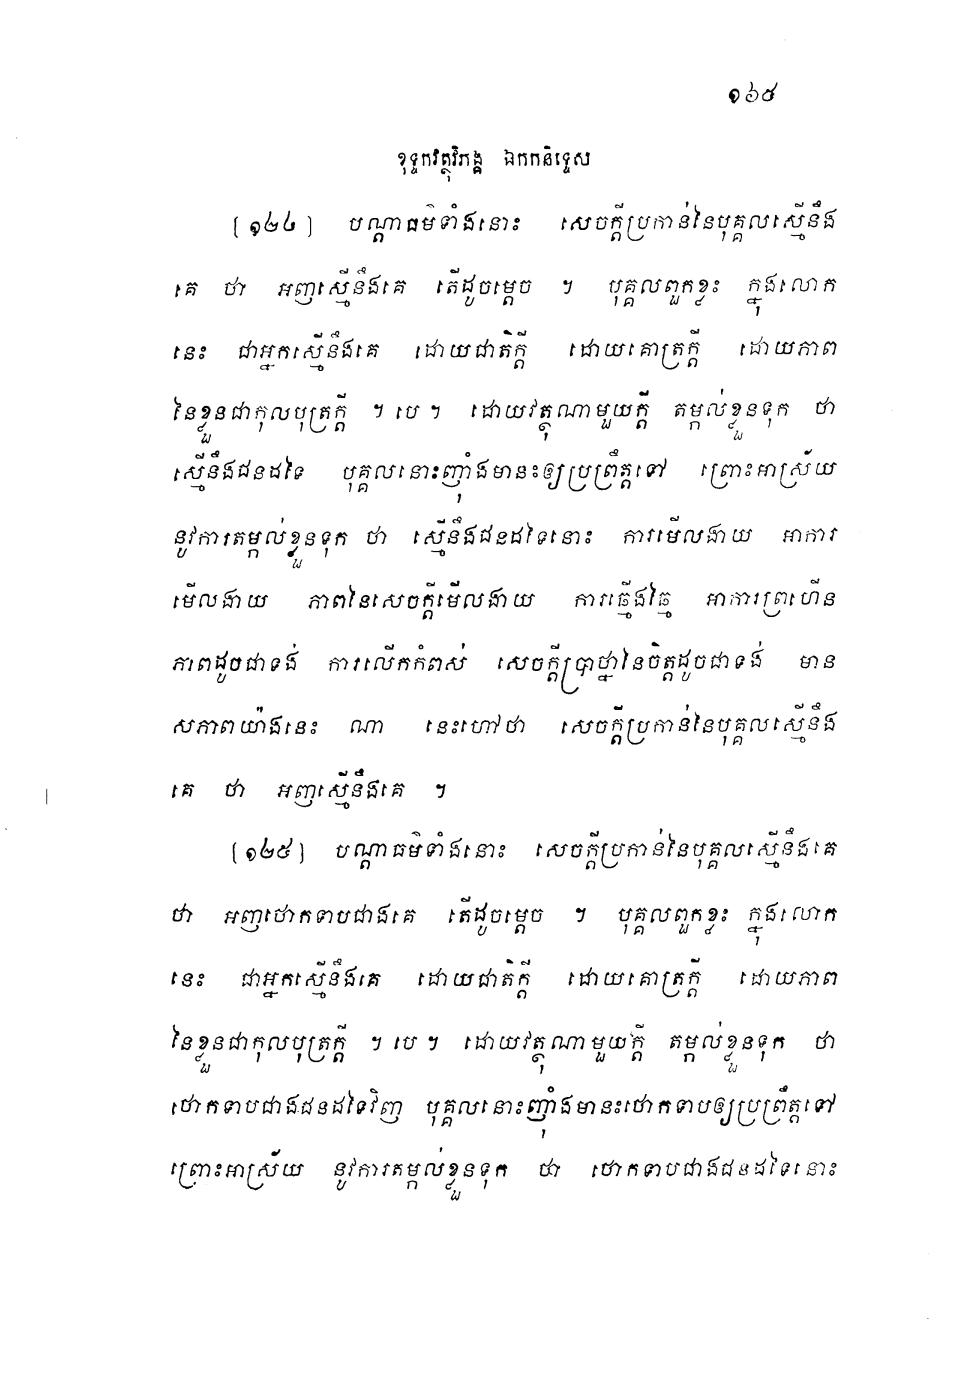 ១៦៥
ខុទ្ទកវត្ថុវិភង្គ ឯកកនិទ្ទេស
[១២៤] បណ្ដាធម៌ទាំងនោះ សេចក្ដីប្រកាន់នៃបុគ្គលស្មើនឹង
គេ ថា អញស្មើនឹងគេ តើដូចម្ដេច ។ បុគ្គលពួកខ្លះ ក្នុងលោក
នេះ ជាអ្នកស្មើនឹងគេ ដោយជាតិក្ដី ដោយគោត្រក្ដី ដោយភាព
នៃខ្លួនជាកុលបុត្រក្ដី ។ បេ ។ ដោយវត្ថុណាមួយក្ដី តម្កល់ខ្លួនទុក ថា
ស្មើនឹងជនដទៃ បុគ្គលនោះញ៉ាំងមានះឲ្យប្រព្រឹត្តទៅ ព្រោះអាស្រ័យ
នូវការតម្កល់ខ្លួនទុក ថា ស្មើនឹងជនដទៃនោះ ការមើលងាយ អាការ
មើលងាយ ភាពនៃសេចក្ដីមើលងាយ ការធ្មើងធ្មៃ អាការព្រហើន
ភាពដូចជាទង់ ការលើកកំពស់ សេចក្ដីប្រាថ្នានៃចិត្តដូចជាទង់ មាន
សភាពយ៉ាងនេះ ណា នេះហៅថា សេចក្ដីប្រកាន់នៃបុគ្គលស្មើនឹង
គេ ថា អញស្មើនឹងគេ ។
[១២៥] បណ្ដាធម៌ទាំងនោះ សេចក្ដីប្រកាន់នៃបុគ្គលស្មើនឹងគេ
ថា អញថោកទាបជាងគេ តើដូចម្ដេច ។ បុគ្គលពួកខ្លះ ក្នុងលោក
នេះ ជាអ្នកស្មើនឹងគេ ដោយជាតិក្ដី ដោយគោត្រក្ដី ដោយភាព
នៃខ្លួនជាកុលបុត្រក្ដី ។ បេ ។ ដោយវត្ថុណាមួយក្ដី តម្កល់ខ្លួនទុក ថា
ថោកទាបជាងជនដទៃវិញ បុគ្គលនោះញ៉ាំងមានះថោកទាបឲ្យប្រព្រឹត្តទៅ
ព្រោះអាស្រ័យ នូវការតម្កល់ខ្លួនទុក ថា ថោកទាបជាងជនដទៃនោះ